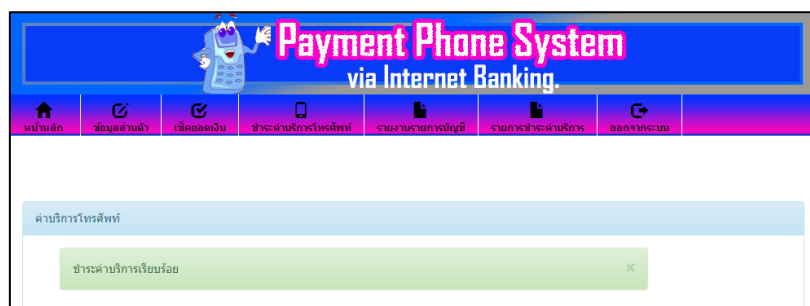 Payment Phone System
via Internet Banking.
หน้าหลัก ข้อมูลส่วนตัว เช็คยอดเงิน ชำระค่าบริการโทรศัพท์ รายงานรายการบัญชี รายการชำระค่าบริการ ออกจากระบบ
ค่าบริการโทรศัพท์
ชำระค่าบริการเรียบร้อย ×